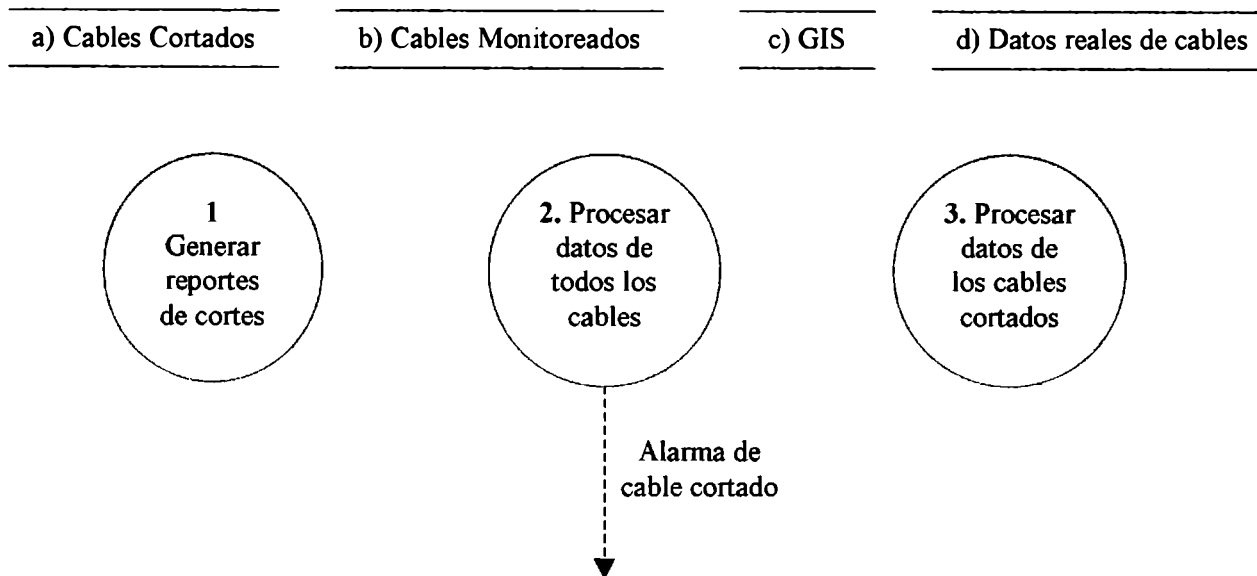 a) Cables Cortados b) Cables Monitoreados c) GIS d) Datos reales de cables
1
Generar
reportes
de cortes
2. Procesar
datos de
todos los
cables
3. Procesar
datos de
los cables
cortados
Alarma de
cable cortado